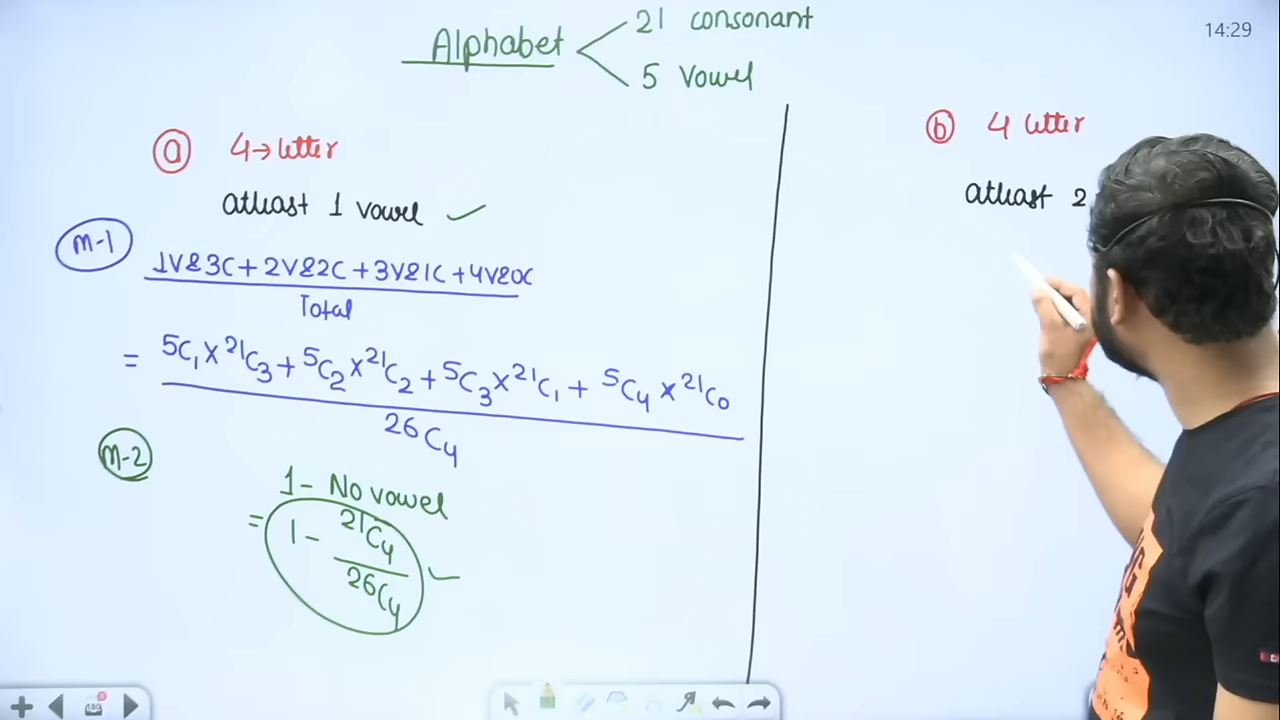 14:29
Alphabet
21 consonant
5 Vowel
ⓐ 4→ letter
atleast 1 vowel ✓
M-1
1V&3C + 2V&2C + 3V&1C + 4V&0C
Total
= ⁵C₁ × ²¹C₃ + ⁵C₂ × ²¹C₂ + ⁵C₃ × ²¹C₁ + ⁵C₄ × ²¹C₀
²⁶C₄
M-2
1 - No vowel
= 1 - ²¹C₄
²⁶C₄ ✓
ⓑ 4 letter
atleast 2